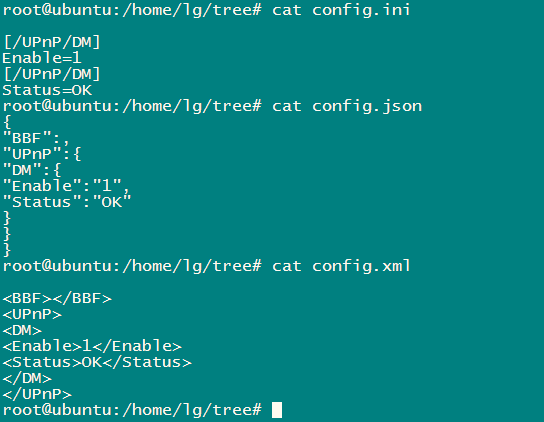 root@ubuntu:/home/lg/tree# cat config.ini
[/UPnP/DM]
Enable=1
[/UPnP/DM]
Status=OK
root@ubuntu:/home/lg/tree# cat config.json
{
"BBF":,
"UPnP":{
"DM":{
"Enable":"1",
"Status":"OK"
}
}
}
root@ubuntu:/home/lg/tree# cat config.xml
<BBF></BBF>
<UPnP>
<DM>
<Enable>1</Enable>
<Status>OK</Status>
</DM>
</UPnP>
root@ubuntu:/home/lg/tree#